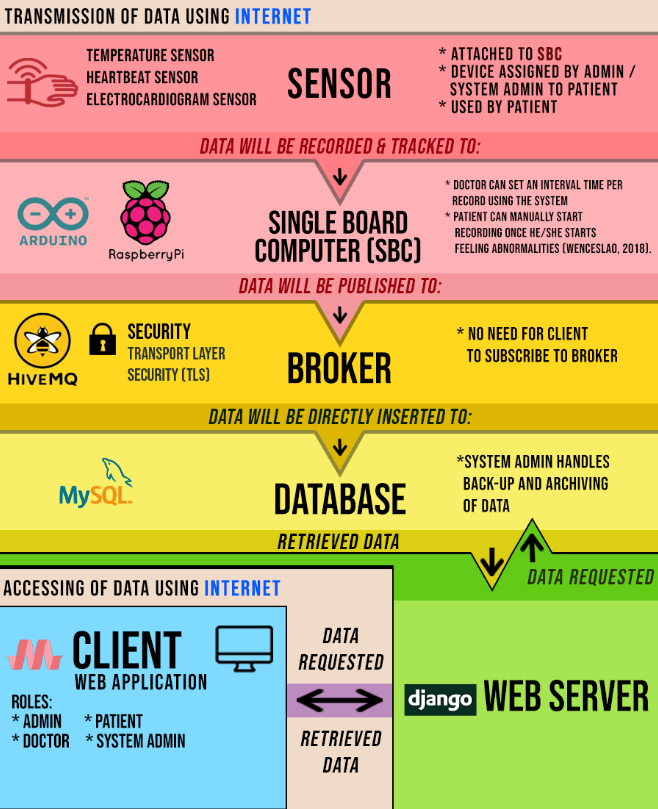 TRANSMISSION OF DATA USING INTERNET
TEMPERATURE SENSOR
HEARTBEAT SENSOR
ELECTROCARDIOGRAM SENSOR
SENSOR
* ATTACHED TO SBC
* DEVICE ASSIGNED BY ADMIN /
SYSTEM ADMIN TO PATIENT
* USED BY PATIENT
DATA WILL BE RECORDED & TRACKED TO:
ARDUINO
RaspberryPi
SINGLE BOARD
COMPUTER (SBC)
* DOCTOR CAN SET AN INTERVAL TIME PER
RECORD USING THE SYSTEM
* PATIENT CAN MANUALLY START
RECORDING ONCE HE/SHE STARTS
FEELING ABNORMALITIES (WENCESLAO, 2018).
DATA WILL BE PUBLISHED TO:
HIVEMQ
SECURITY
TRANSPORT LAYER
SECURITY (TLS)
BROKER
* NO NEED FOR CLIENT
TO SUBSCRIBE TO BROKER
DATA WILL BE DIRECTLY INSERTED TO:
MySQL
DATABASE
*SYSTEM ADMIN HANDLES
BACK-UP AND ARCHIVING
OF DATA
RETRIEVED DATA
DATA REQUESTED
ACCESSING OF DATA USING INTERNET
CLIENT
WEB APPLICATION
ROLES:
* ADMIN * PATIENT
* DOCTOR * SYSTEM ADMIN
DATA
REQUESTED
RETRIEVED
DATA
django WEB SERVER